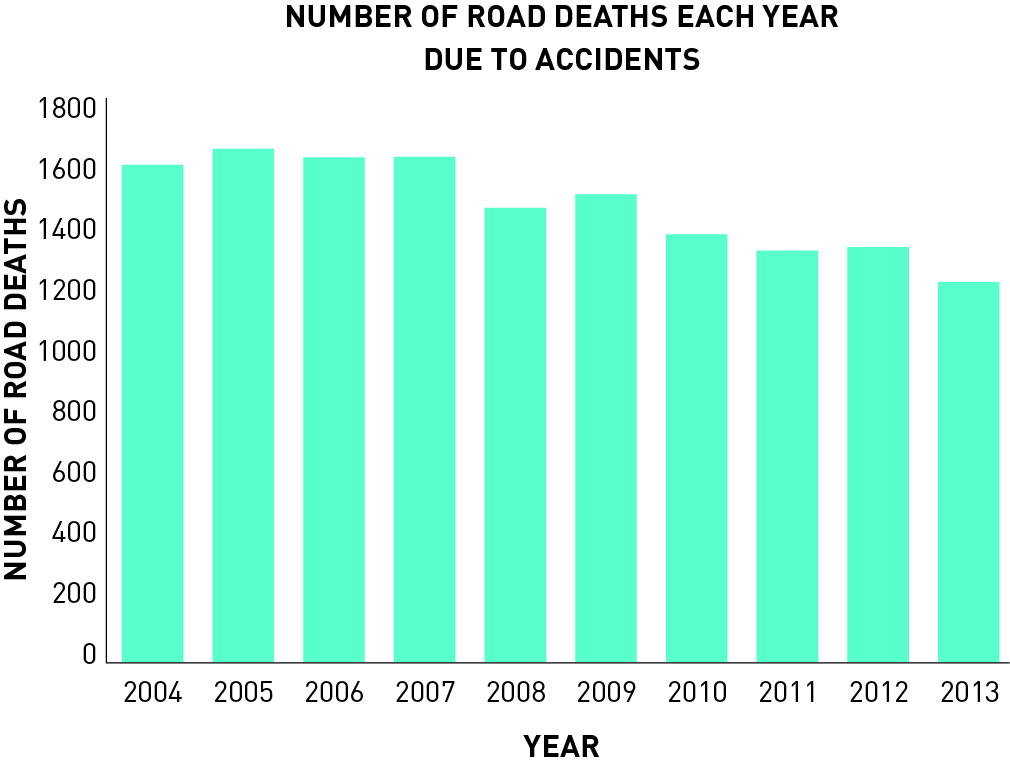 NUMBER OF ROAD DEATHS EACH YEAR
DUE TO ACCIDENTS
NUMBER OF ROAD DEATHS
1800
1600
1400
1200
1000
800
600
400
200
0
2004 2005 2006 2007 2008 2009 2010 2011 2012 2013
YEAR